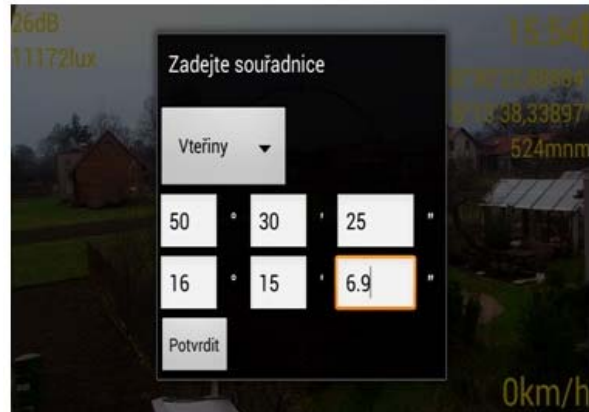 26dB
11172lux
Zadejte souřadnice
Vteřiny
50 ° 30 ' 25 "
16 ° 15 ' 6.9 "
Potvrdit
38,33897"
524mnm
0km/h